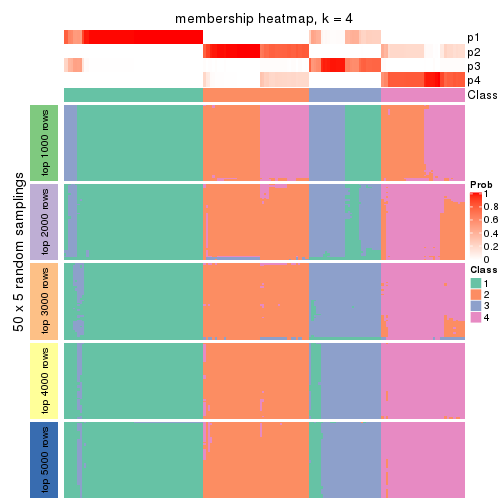 membership heatmap, k = 4
p1
p2
p3
p4
Class
50 x 5 random samplings
top 1000 rows
top 2000 rows
top 3000 rows
top 4000 rows
top 5000 rows
Prob
1
0.8
0.6
0.4
0.2
0
Class
1
2
3
4